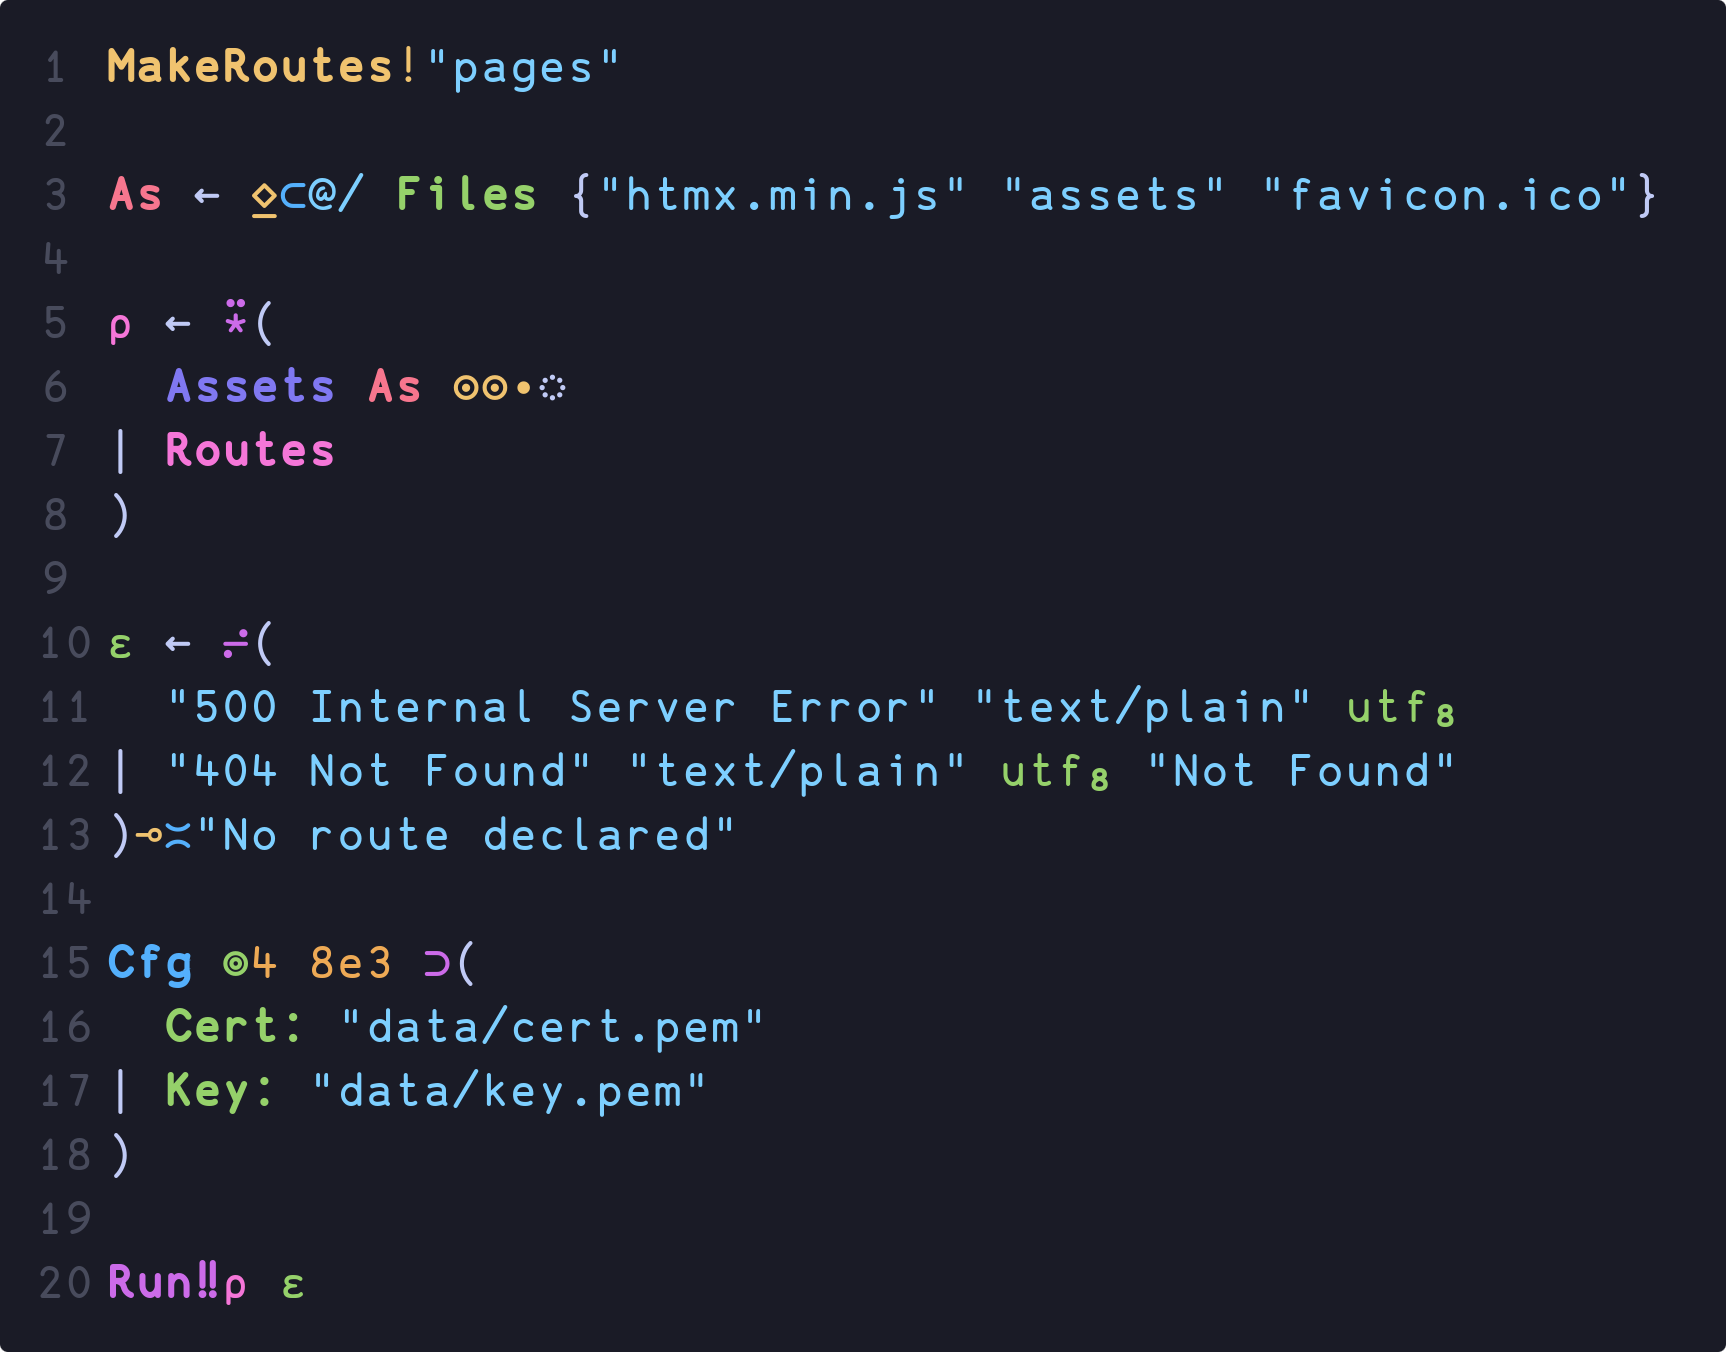 1 MakeRoutes!"pages"
2
3 As ← ⍚⊂@/ Files {"htmx.min.js" "assets" "favicon.ico"}
4
5 ρ ← ⍣(
6   Assets As ⊙⊙∙◌
7 | Routes
8 )
9
10 ε ← ⍩(
11   "500 Internal Server Error" "text/plain" utf₈
12 | "404 Not Found" "text/plain" utf₈ "Not Found"
13 )⊸≍"No route declared"
14
15 Cfg ⊚4 8e3 ⊃(
16   Cert: "data/cert.pem"
17 | Key: "data/key.pem"
18 )
19
20 Run‼ρ ε